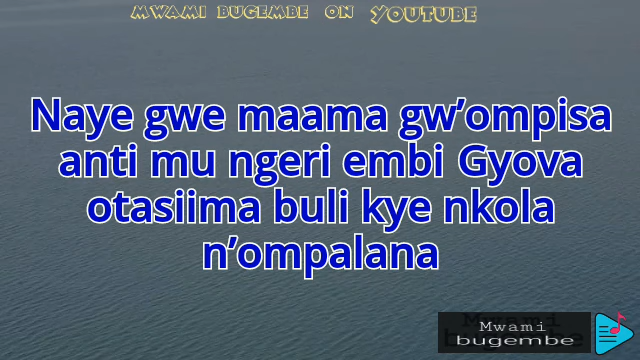 Mwami bugembe on YouTube
Naye gwe maama gw’ompisa
anti mu ngeri embi Gyova
otasiima buli kye nkola
n’ompalana
Mwami
bugembe